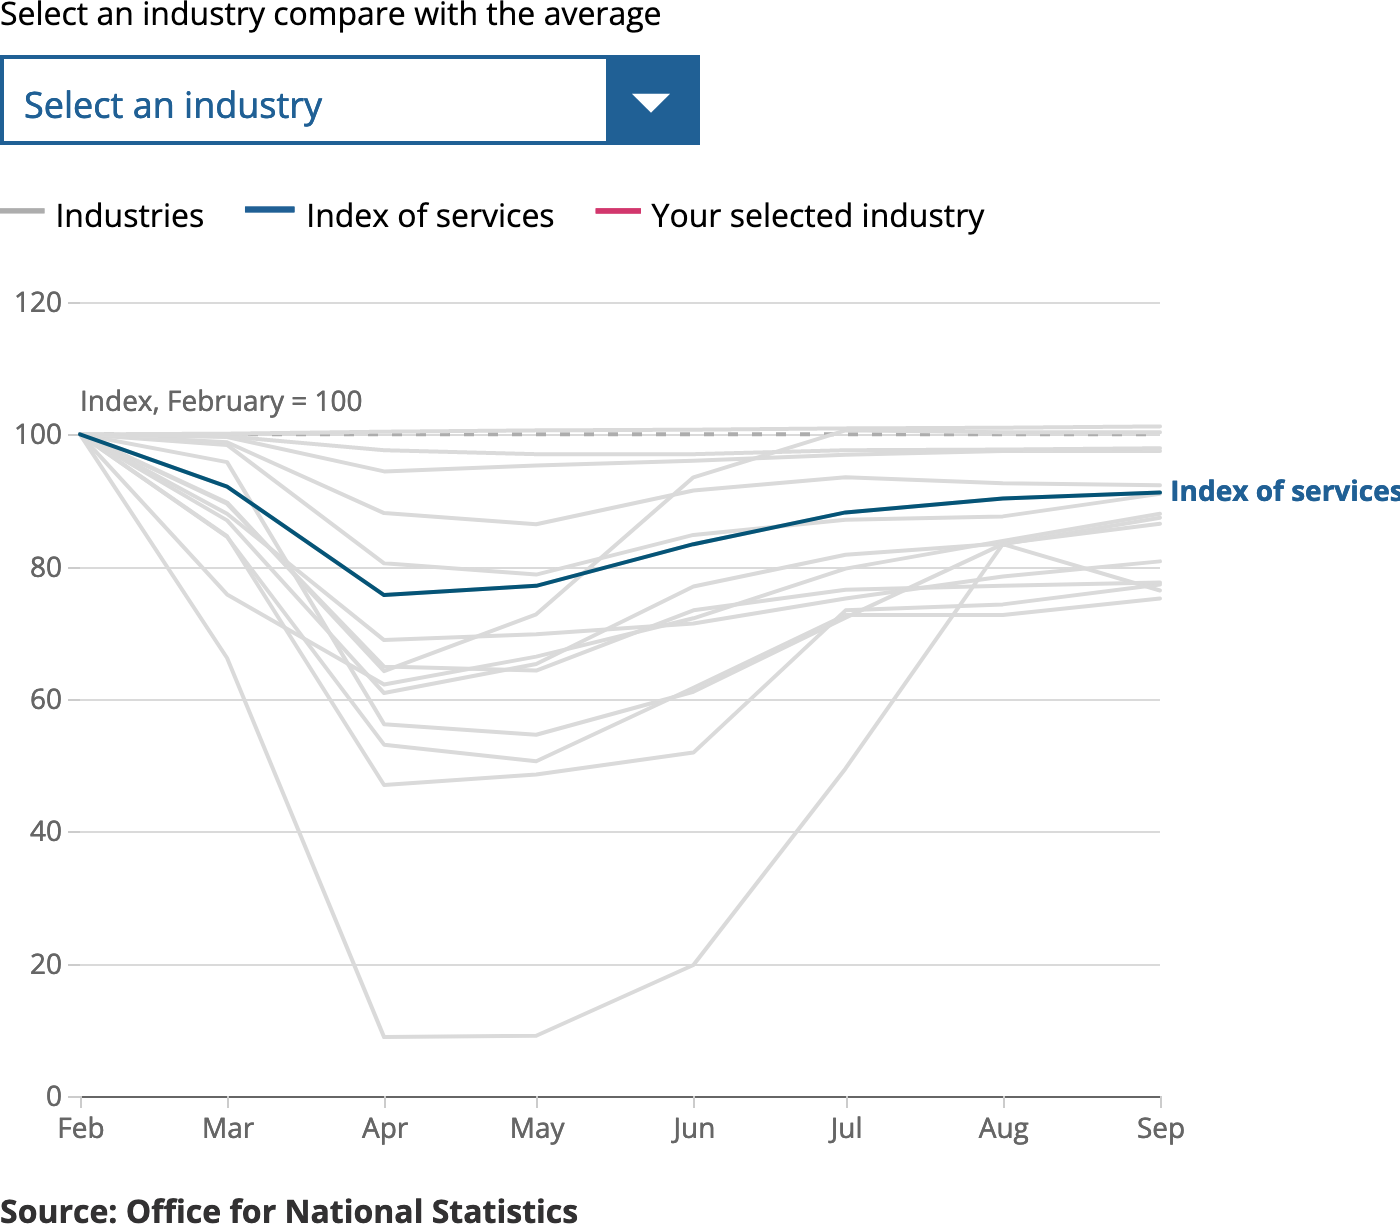 Select an industry compare with the average
Select an industry
Industries
Index of services
Your selected industry
120
Index, February = 100
100
Index of services
80
60
40
20
0
Feb
Mar
Apr
May
Jun
Jul
Aug
Sep
Source: Office for National Statistics